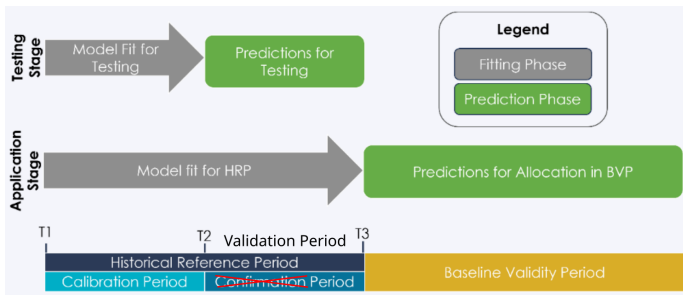 Testing
Stage
Model Fit for
Testing
Predictions for
Testing
Legend
Fitting Phase
Prediction Phase
Application
Stage
Model fit for HRP
Predictions for Allocation in BVP
T1
T2
Validation Period
T3
Historical Reference Period
Calibration Period
Confirmation Period
Baseline Validity Period